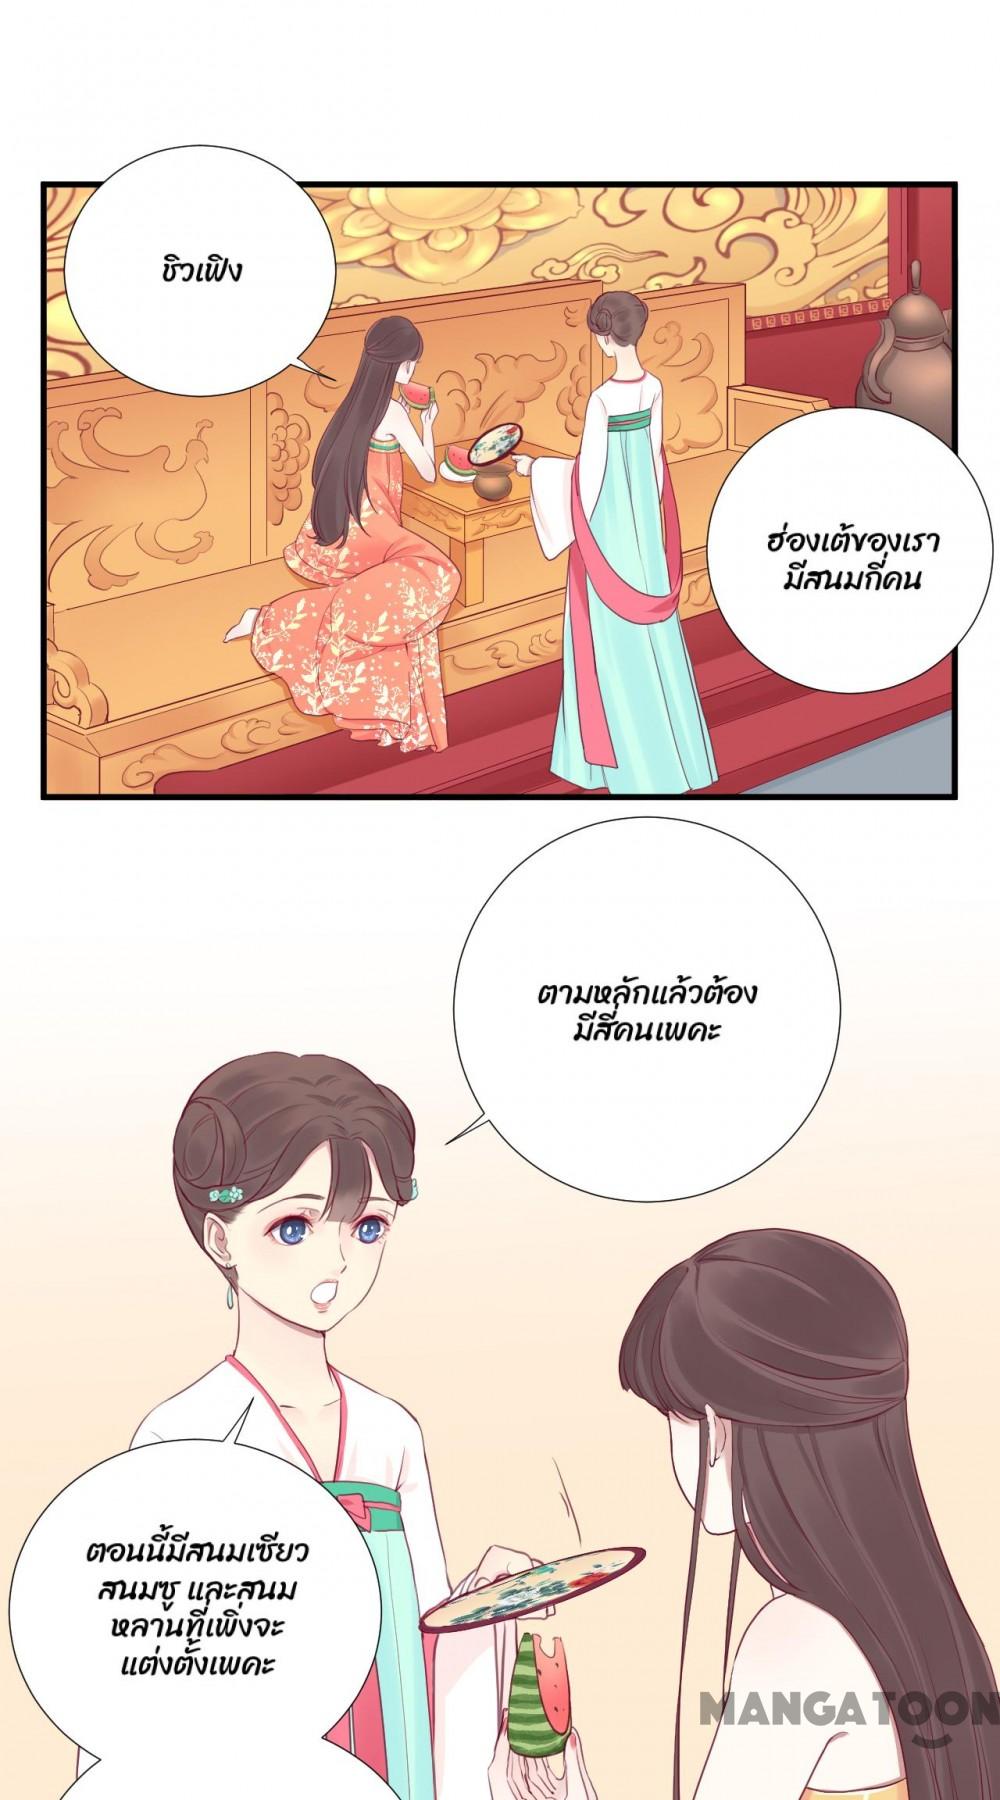 ชิวเฟิง
ฮ่องเต้ของเรา
มีสนมกี่คน
ตามหลักแล้วต้อง
มีสี่คนเพคะ
ตอนนี้มีสนมเซียว
สนมซู และสนม
หลานที่เพิ่งจะ
แต่งตั้งเพคะ
MANGATOON